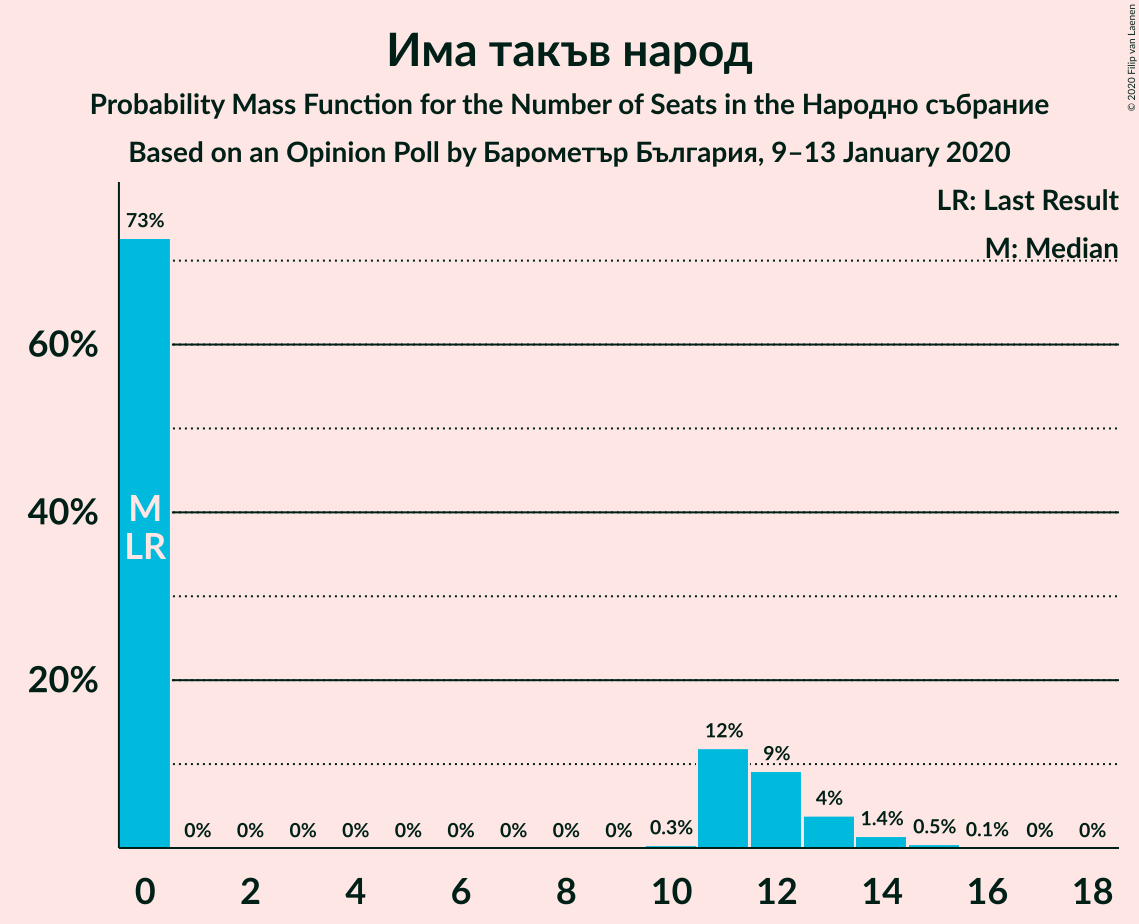 Има такъв народ
Probability Mass Function for the Number of Seats in the Народно събрание
Based on an Opinion Poll by Барометър България, 9–13 January 2020
© 2020 Filip van Laenen
LR: Last Result
M: Median
73%
60%
40%
20%
M
LR
0%
0%
0%
0%
0%
0%
0%
0%
0%
0.3%
12%
9%
4%
1.4%
0.5%
0.1%
0%
0%
0 2 4 6 8 10 12 14 16 18